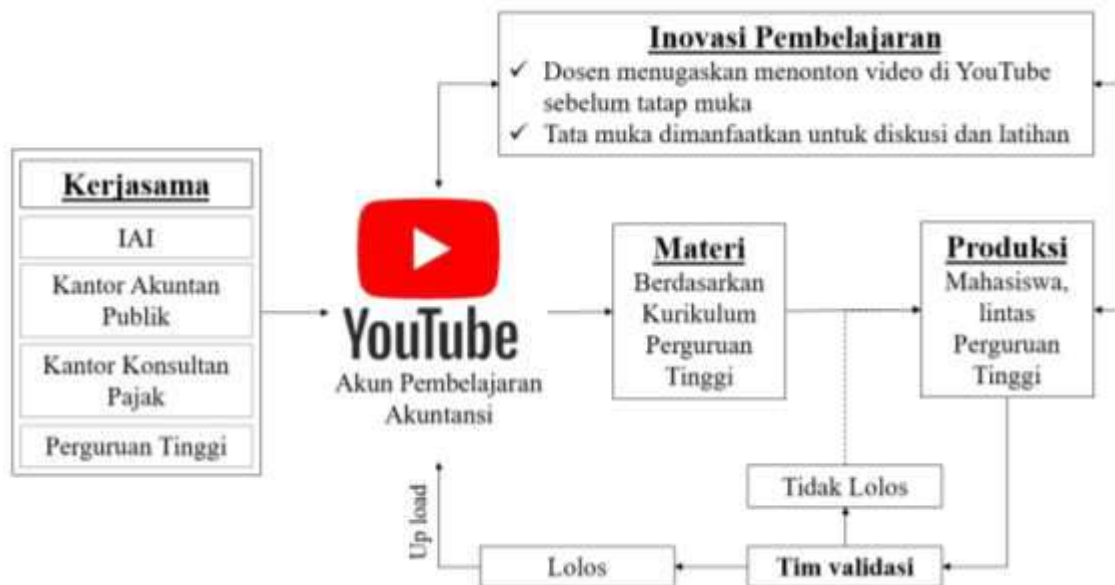 Inovasi Pembelajaran
✓ Dosen menugaskan menonton video di YouTube
sebelum tatap muka
✓ Tata muka dimanfaatkan untuk diskusi dan latihan
Kerjasama
IAI
Kantor Akuntan
Publik
Kantor Konsultan
Pajak
Perguruan Tinggi
YouTube
Akun Pembelajaran
Akuntansi
Materi
Berdasarkan
Kurikulum
Perguruan
Tinggi
Produksi
Mahasiswa,
lintas
Perguruan
Tinggi
Tidak Lolos
Up load
Lolos
Tim validasi